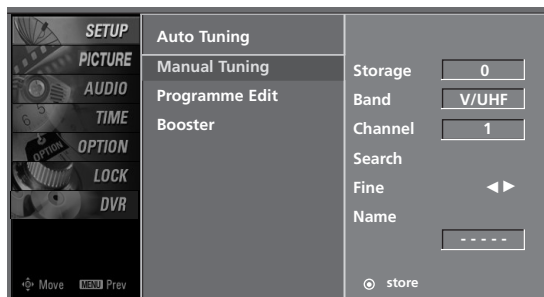 SETUP
PICTURE
AUDIO
TIME
OPTION
LOCK
DVR
Move MENU Prev
Auto Tuning
Manual Tuning
Programme Edit
Booster
Storage 0
Band V/UHF
Channel 1
Search
Fine ◀ ▶
Name
- - - - -
store